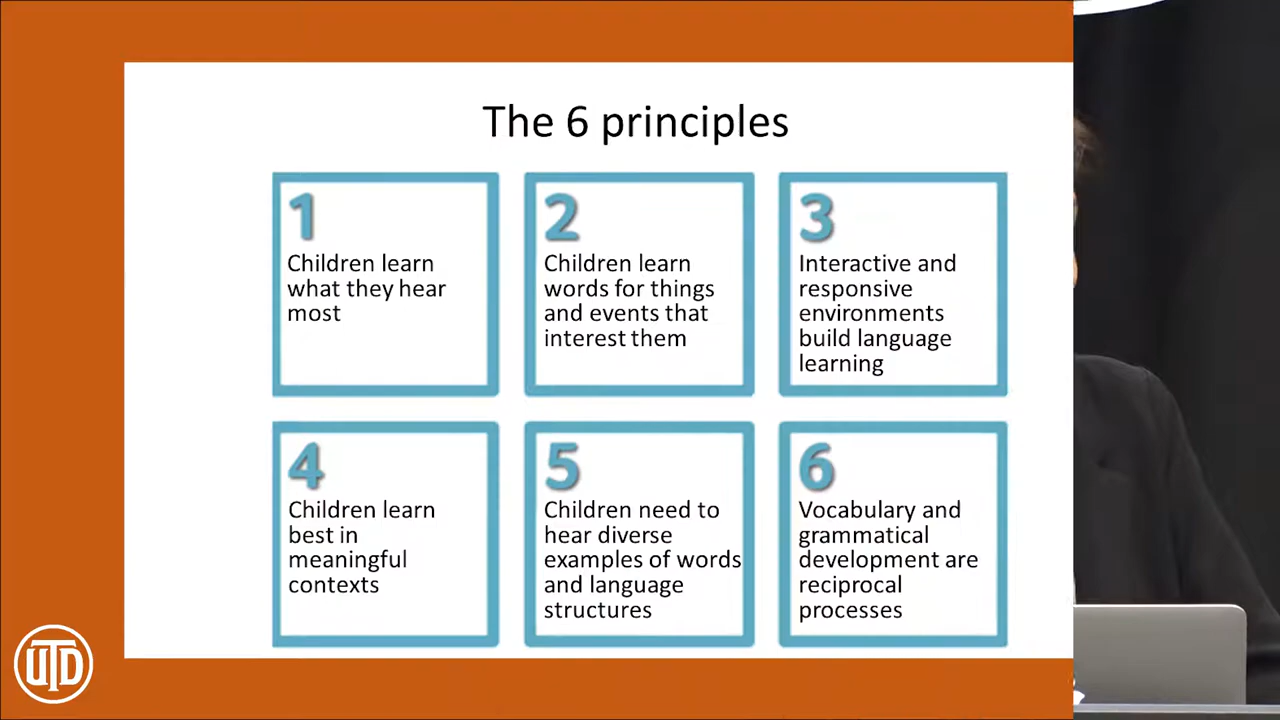 The 6 principles
1
Children learn
what they hear
most
2
Children learn
words for things
and events that
interest them
3
Interactive and
responsive
environments
build language
learning
4
Children learn
best in
meaningful
contexts
5
Children need to
hear diverse
examples of words
and language
structures
6
Vocabulary and
grammatical
development are
reciprocal
processes
UTD